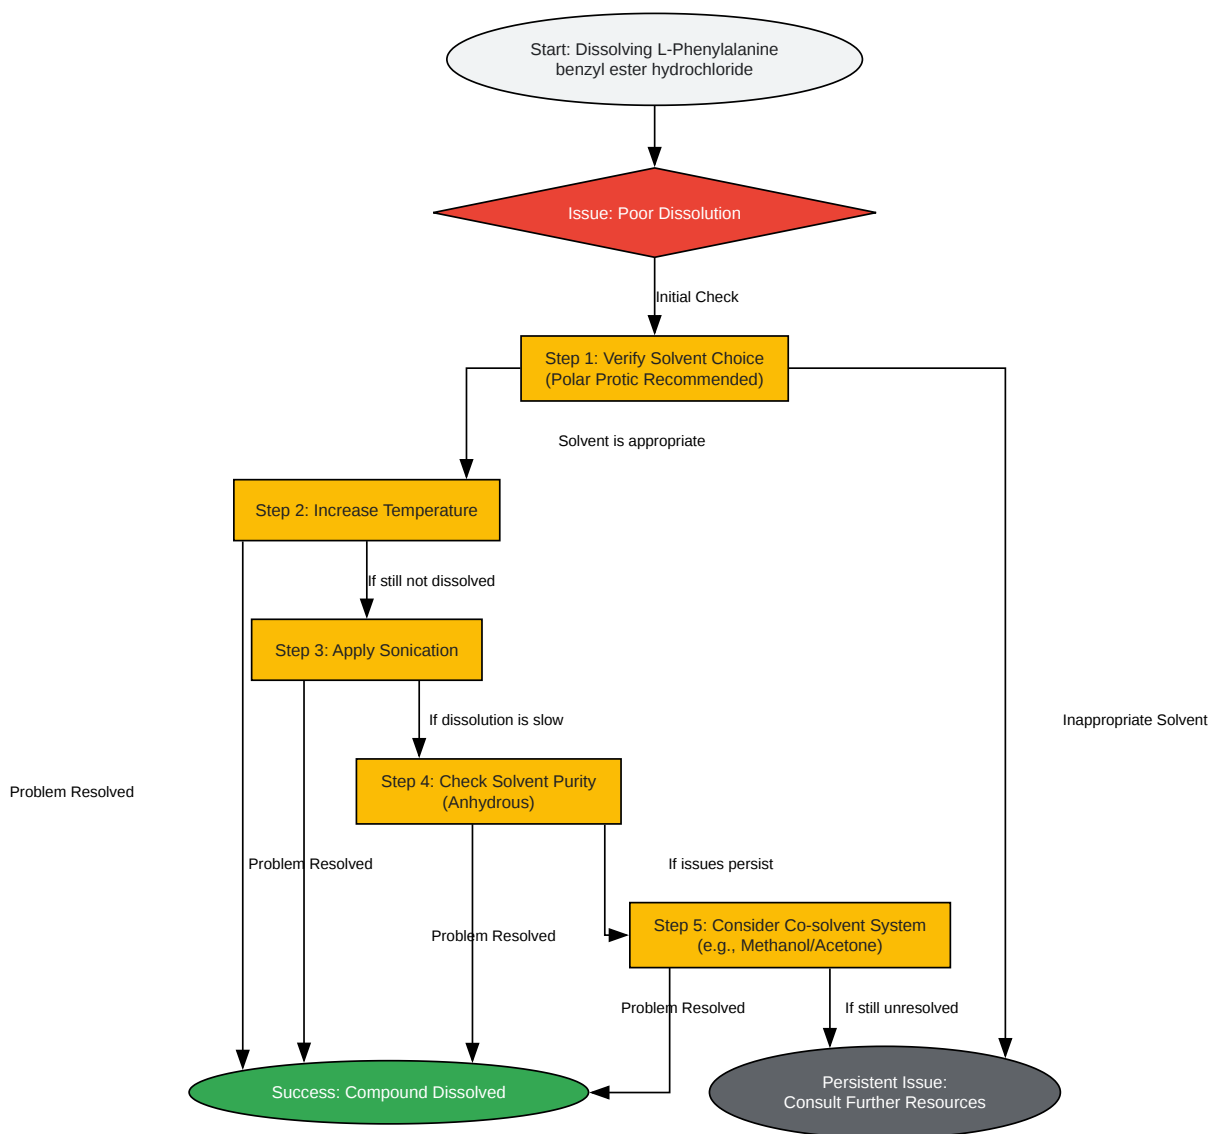 Start: Dissolving L-Phenylalanine
benzyl ester hydrochloride
Issue: Poor Dissolution
Initial Check
Step 1: Verify Solvent Choice
(Polar Protic Recommended)
Solvent is appropriate
Step 2: Increase Temperature
If still not dissolved
Step 3: Apply Sonication
If dissolution is slow
Inappropriate Solvent
Step 4: Check Solvent Purity
(Anhydrous)
Problem Resolved
Problem Resolved
If issues persist
Step 5: Consider Co-solvent System
(e.g., Methanol/Acetone)
Problem Resolved
Problem Resolved
If still unresolved
Success: Compound Dissolved
Persistent Issue:
Consult Further Resources